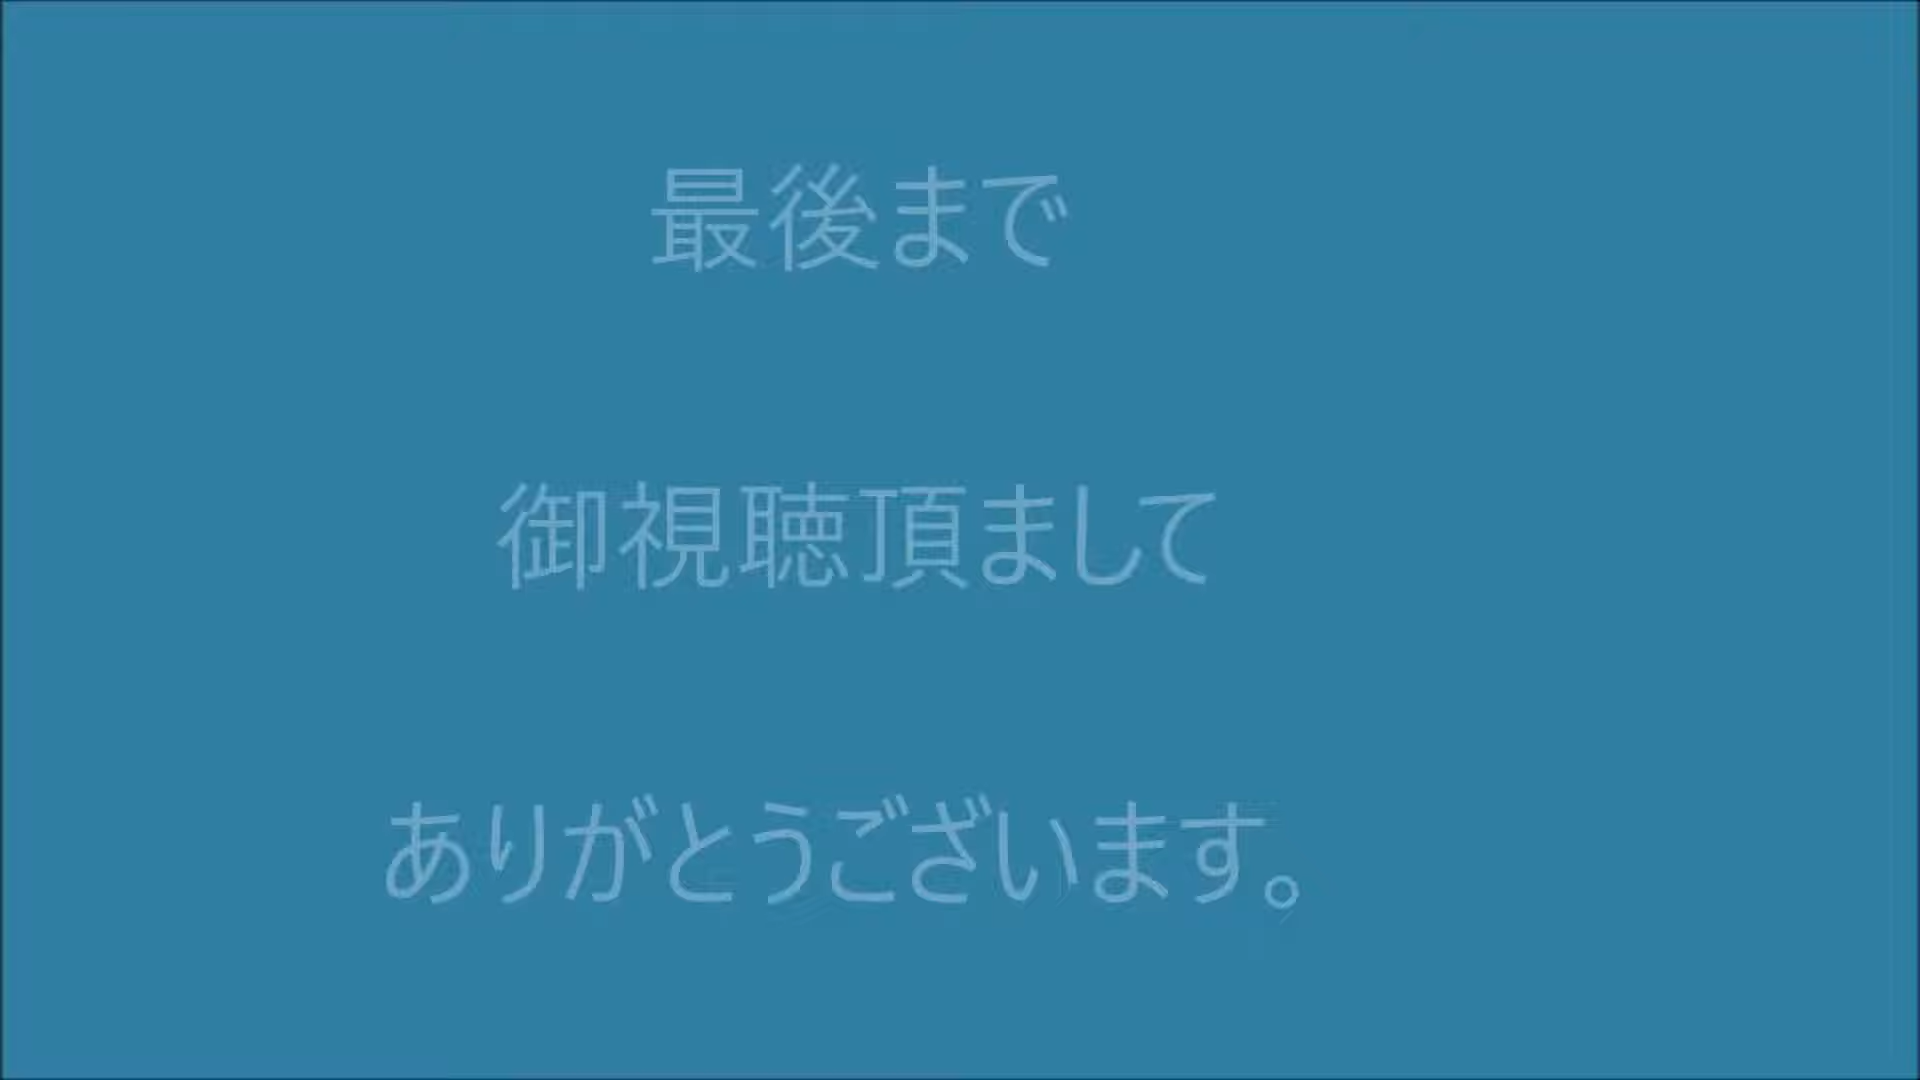 最後まで
御視聴頂まして
ありがとうございます。